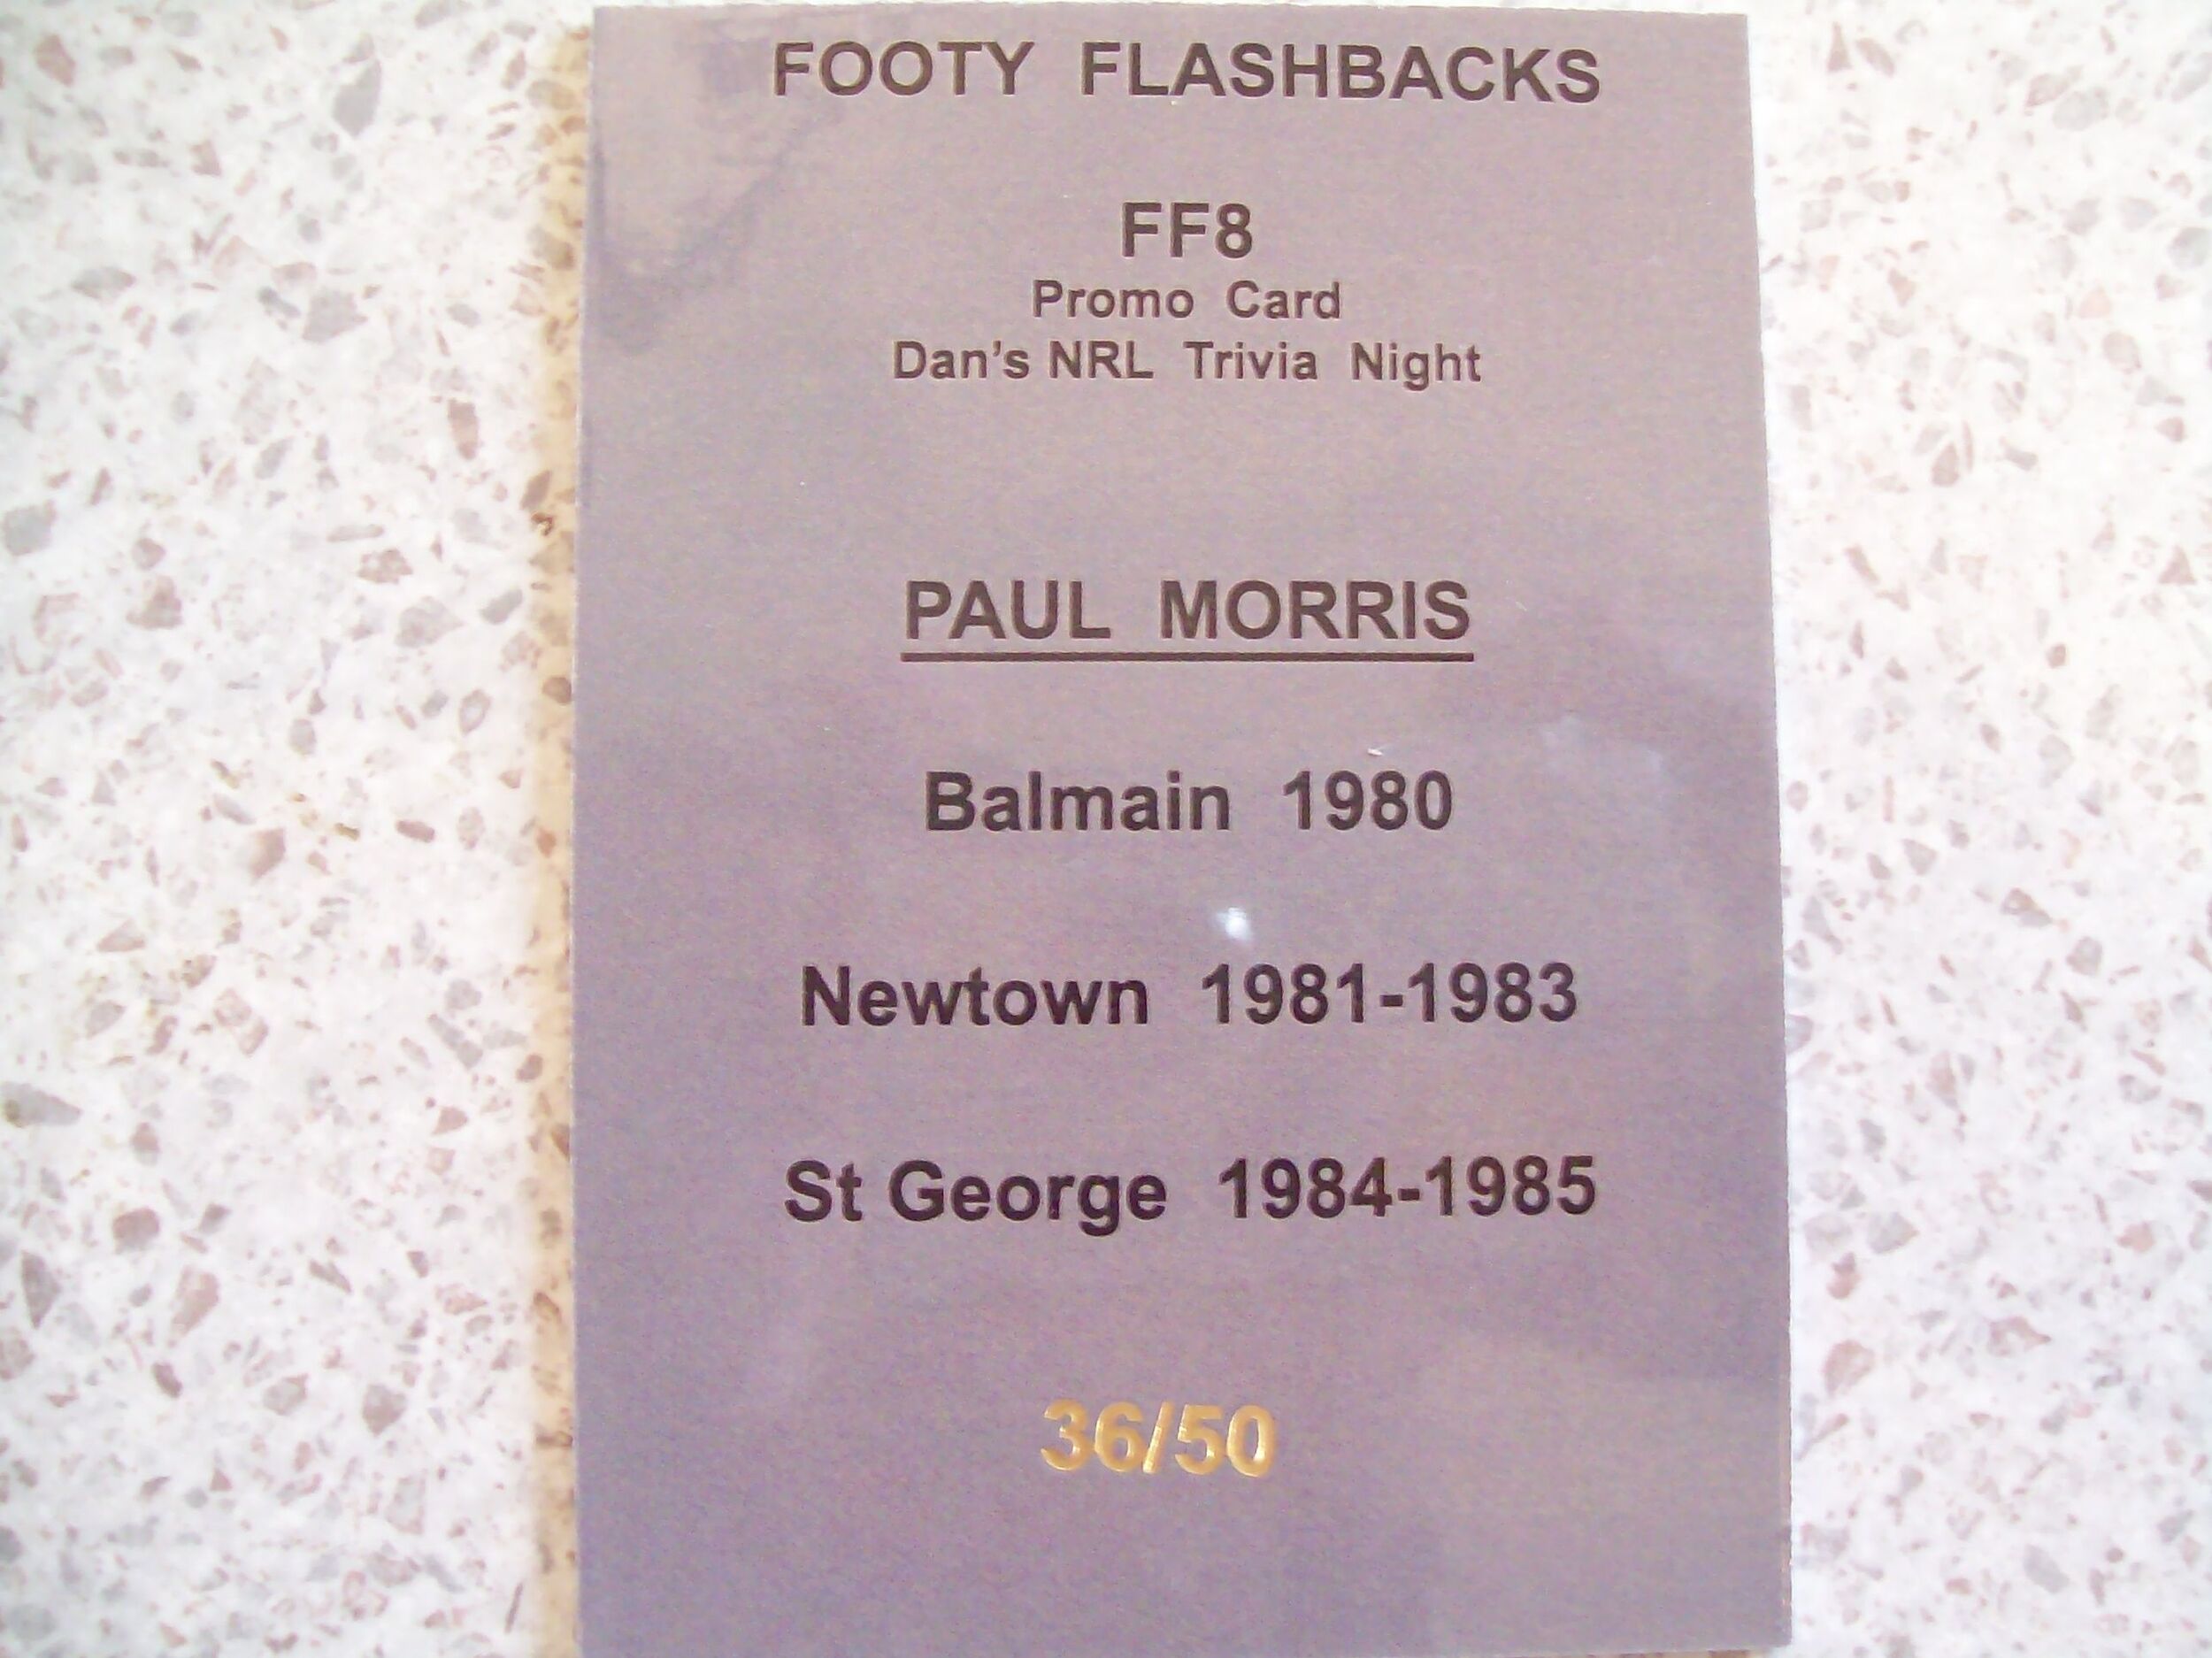 FOOTY FLASHBACKS
FF8
Promo Card
Dan's NRL Trivia Night
PAUL MORRIS
Balmain 1980
Newtown 1981-1983
St George 1984-1985
36/50